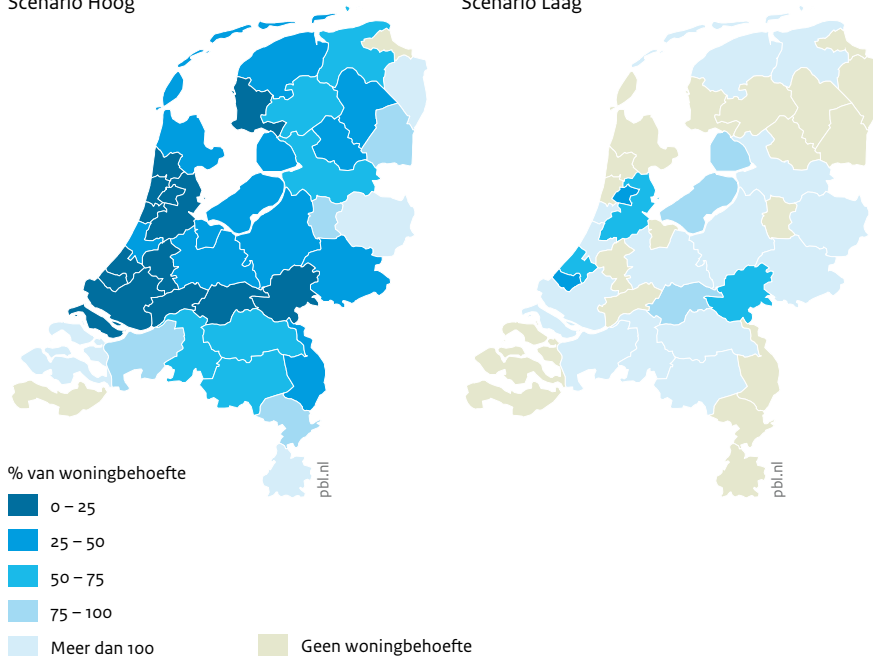 Scenario Hoog
Scenario Laag
pbl.nl
pbl.nl
% van woningbehoefte
0 – 25
25 – 50
50 – 75
75 – 100
Meer dan 100
Geen woningbehoefte